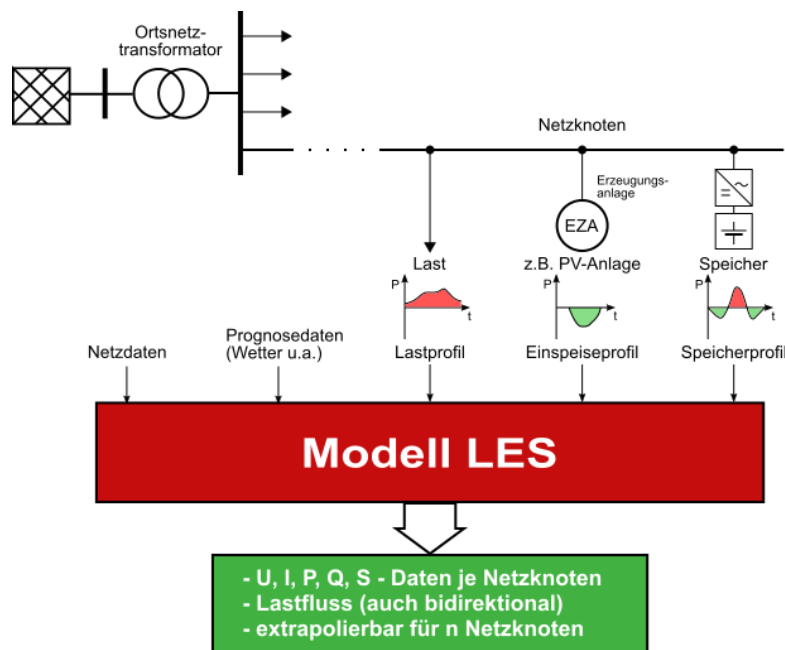 Ortsnetz-
transformator
Netzknoten
Erzeugungs-
anlage
EZA
Last
z.B. PV-Anlage
Speicher
P
t
P
t
P
t
Netzdaten
Prognosedaten
(Wetter u.a.)
Lastprofil
Einspeiseprofil
Speicherprofil
Modell LES
- U, I, P, Q, S - Daten je Netzknoten
- Lastfluss (auch bidirektional)
- extrapolierbar für n Netzknoten